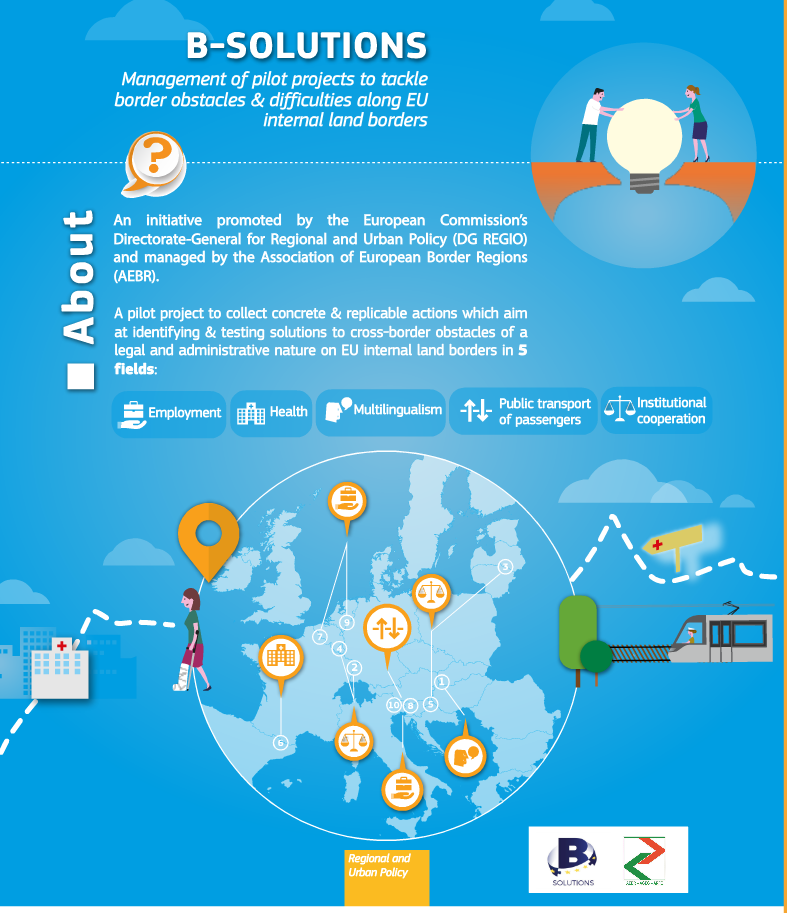 B-SOLUTIONS
Management of pilot projects to tackle
border obstacles & difficulties along EU
internal land borders
?
About
An initiative promoted by the European Commission's
Directorate-General for Regional and Urban Policy (DG REGIO)
and managed by the Association of European Border Regions
(AEBR).
A pilot project to collect concrete & replicable actions which aim
at identifying & testing solutions to cross-border obstacles of a
legal and administrative nature on EU internal land borders in 5
fields:
Employment
Health
Multilingualism
Public transport
of passengers
Institutional
cooperation
3
9
7
4
2
1
10
8
5
6
Regional and
Urban Policy
B
SOLUTIONS